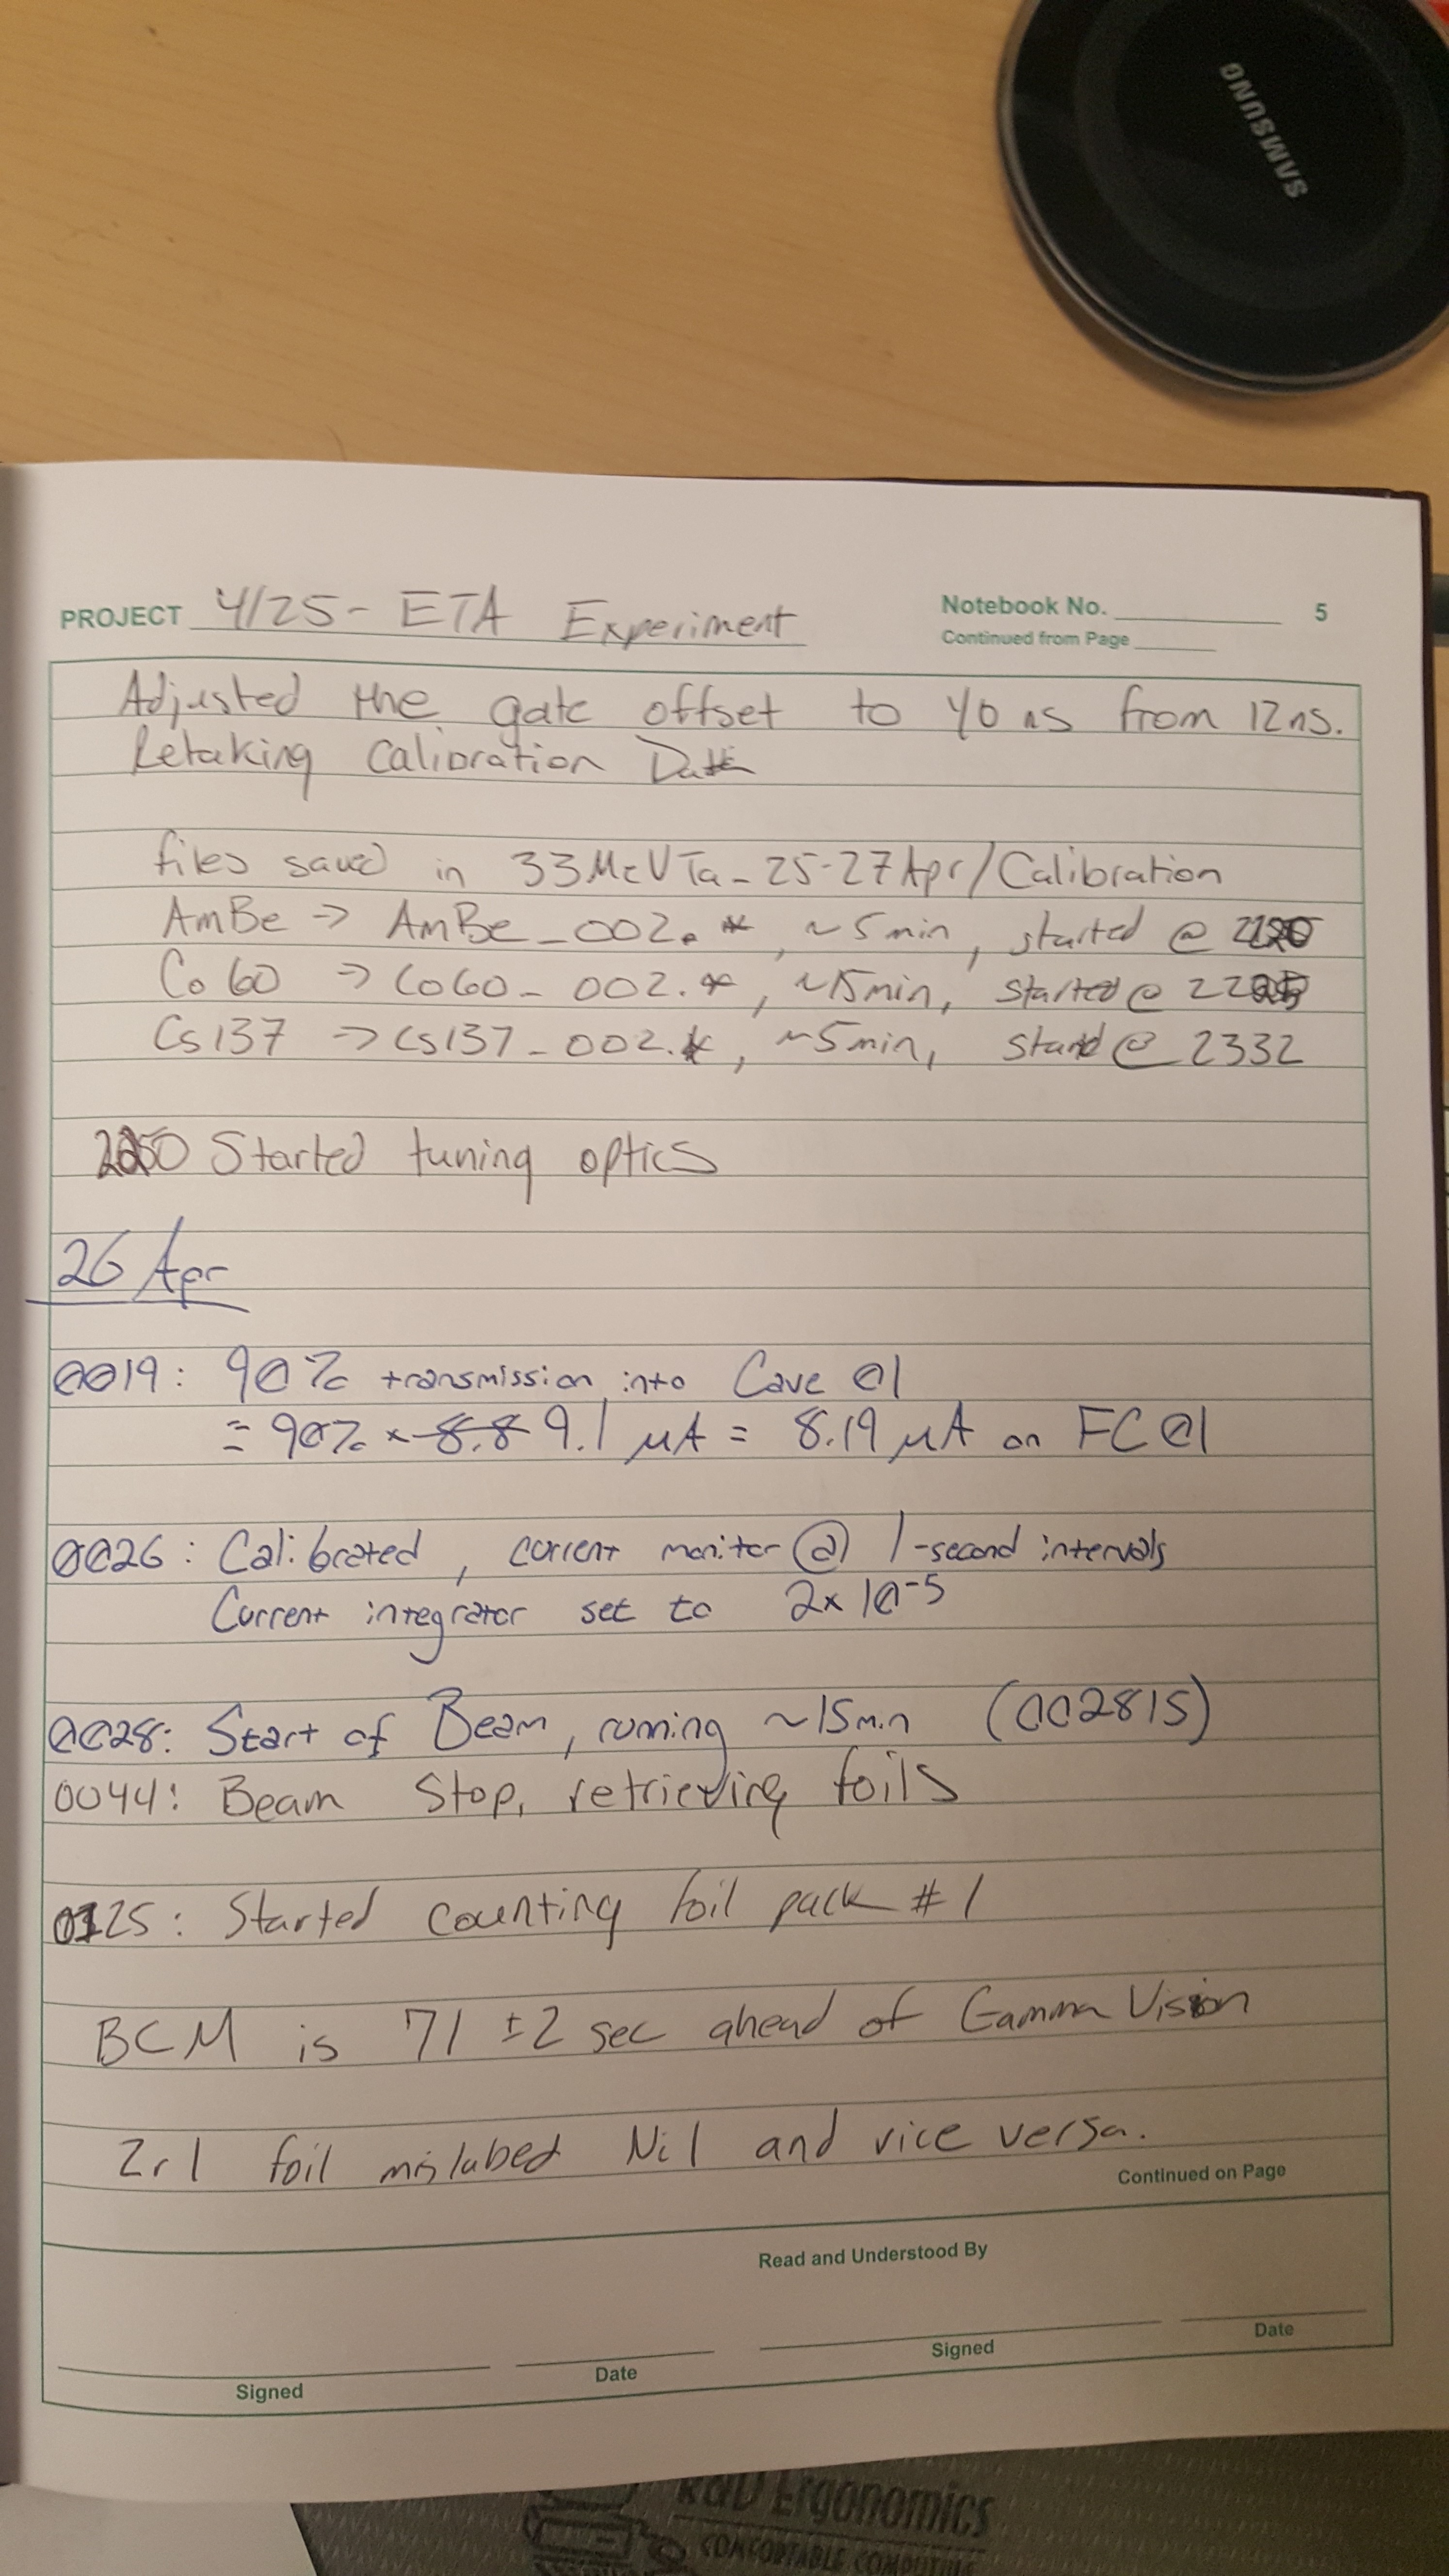 SAMSUNG
PROJECT 4/25 - ETA Experiment
Notebook No. 5
Continued from Page
Adjusted the gate offset to 40 ns from 12 ns.
Retaking Calibration Data
files saved in 33MeVTa_25-27Apr/Calibration
AmBe -> AmBe_002.*, ~5min, started @
Co60 -> Co60_002.*, ~15min, Started @
Cs137 -> Cs137_002.*, ~5min, started @ 2332
Started tuning optics
26 Apr
0019: 90% transmission into Cave 01
= 90% × 8.8 9.1 μA = 8.19 μA on FC01
0026: Calibrated, current monitor @ 1-second intervals
Current integrator set to 2×10⁻⁵
0028: Start of Beam, running ~15min (002815)
0044: Beam Stop, retrieving foils
0125: Started counting foil pack #1
BCM is 71 ±2 sec ahead of Gamma Vision
Zr1 foil mislabed Ni1 and vice versa.
Continued on Page
Read and Understood By
Signed Date Signed Date
R&D Ergonomics
COMFORTABLE COMPUTING